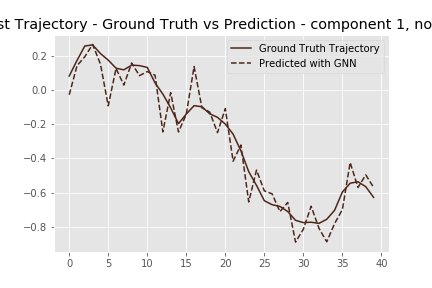 st Trajectory - Ground Truth vs Prediction - component 1, no
Ground Truth Trajectory
Predicted with GNN
0.2
0.0
−0.2
−0.4
−0.6
−0.8
0 5 10 15 20 25 30 35 40